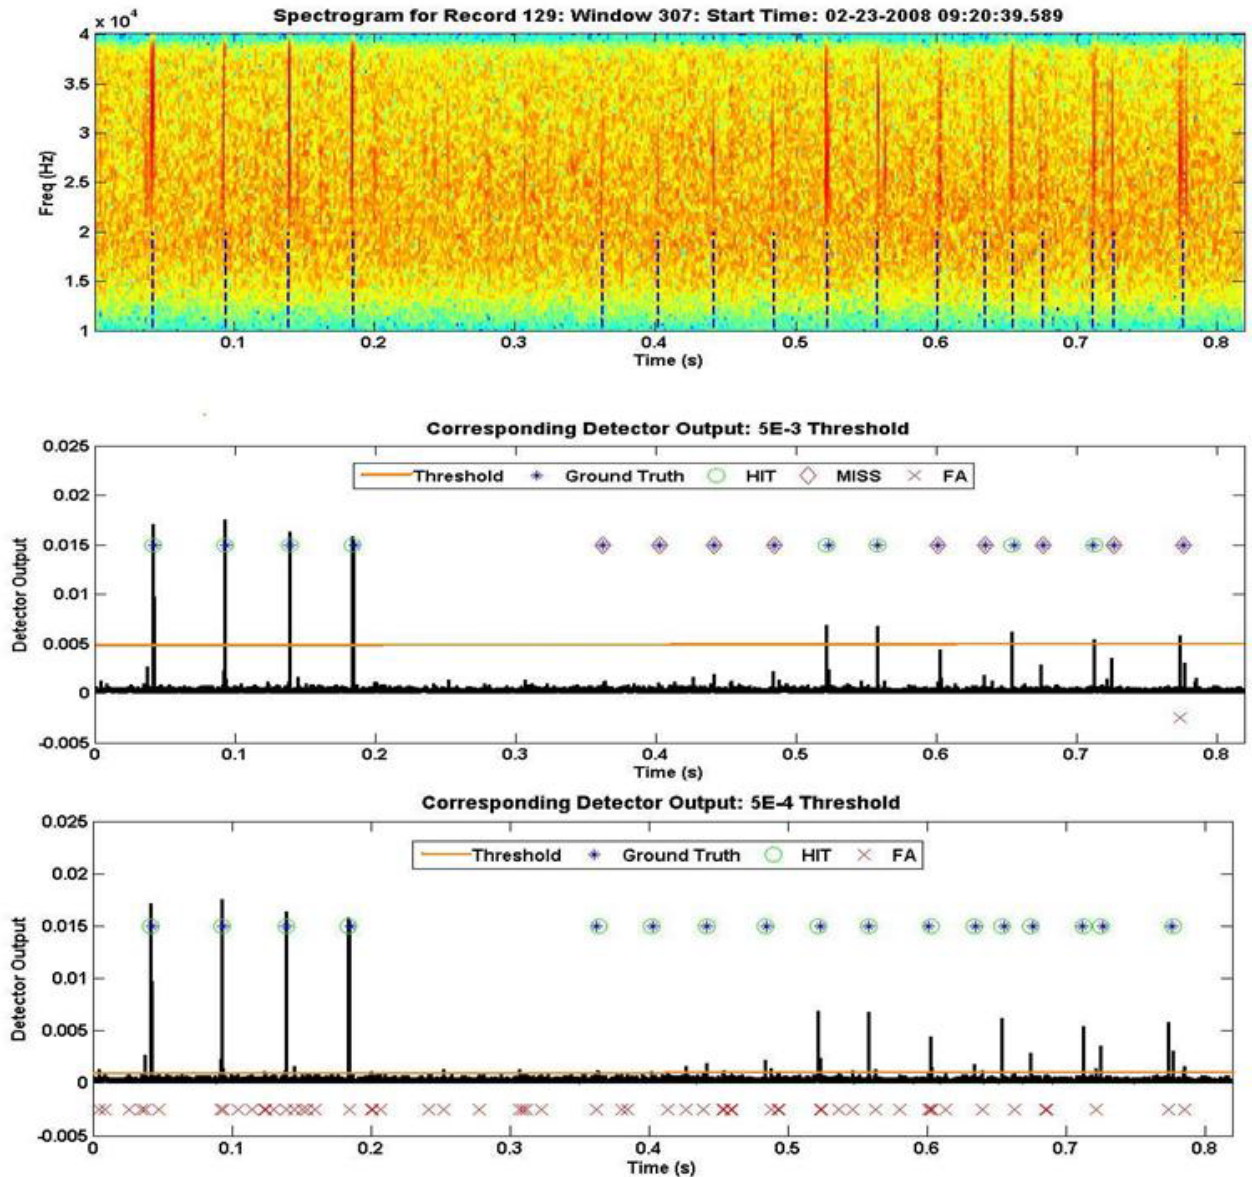 x 10^4
Spectrogram for Record 129: Window 307: Start Time: 02-23-2008 09:20:39.589
4
3.5
3
2.5
2
1.5
1
Freq (Hz)
0.1 0.2 0.3 0.4 0.5 0.6 0.7 0.8
Time (s)
Corresponding Detector Output: 5E-3 Threshold
0.025
0.02
0.015
0.01
0.005
0
-0.005
Detector Output
Threshold Ground Truth HIT MISS FA
0 0.1 0.2 0.3 0.4 0.5 0.6 0.7 0.8
Time (s)
Corresponding Detector Output: 5E-4 Threshold
0.025
0.02
0.015
0.01
0.005
0
-0.005
Detector Output
Threshold Ground Truth HIT FA
0 0.1 0.2 0.3 0.4 0.5 0.6 0.7 0.8
Time (s)